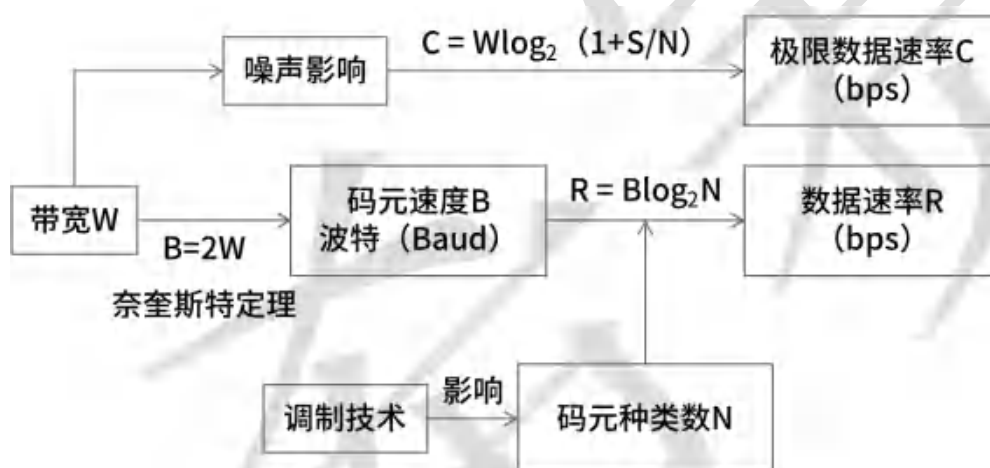 C = Wlog₂（1+S/N）
噪声影响
极限数据速率C
（bps）
带宽W
B=2W
奈奎斯特定理
码元速度B
波特（Baud）
R = Blog₂N
数据速率R
（bps）
调制技术
影响
码元种类数N